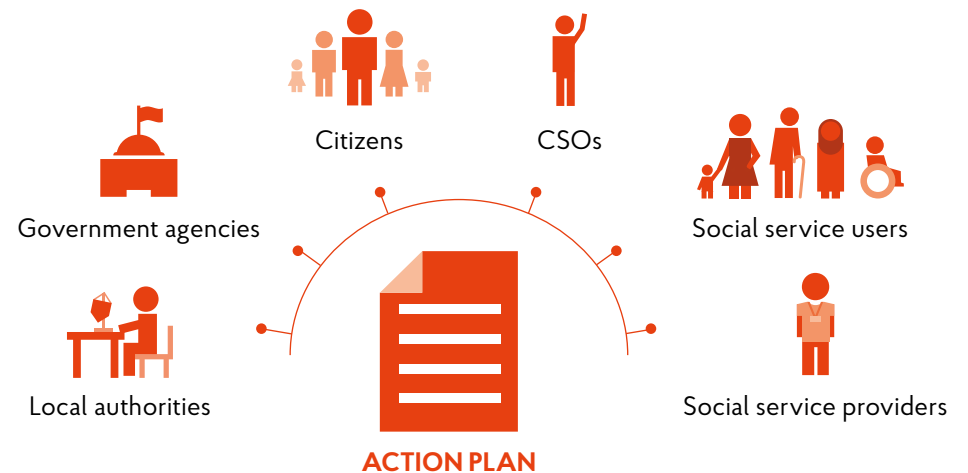 Citizens
CSOs
Government agencies
Social service users
Local authorities
Social service providers
ACTION PLAN